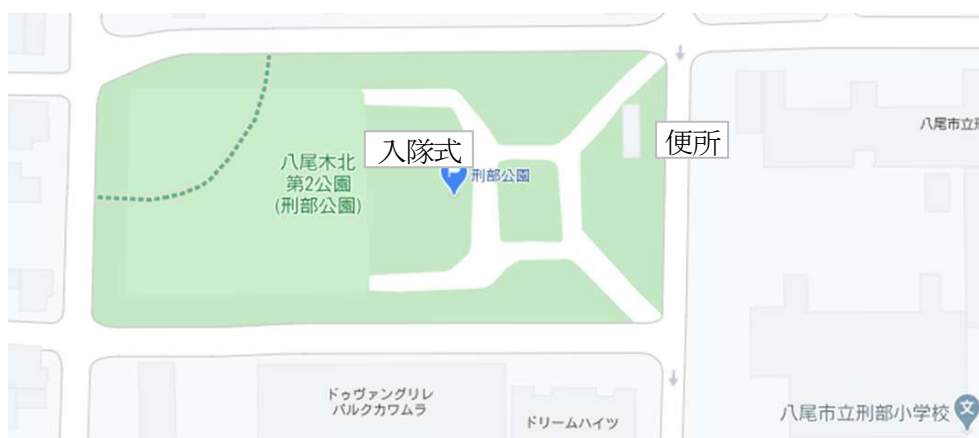 八尾市立刑
入隊式
便所
八尾木北
第2公園
(刑部公園)
P
刑部公園
ドゥヴァングリレ
パルクカワムラ
ドリームハイツ
八尾市立刑部小学校
文